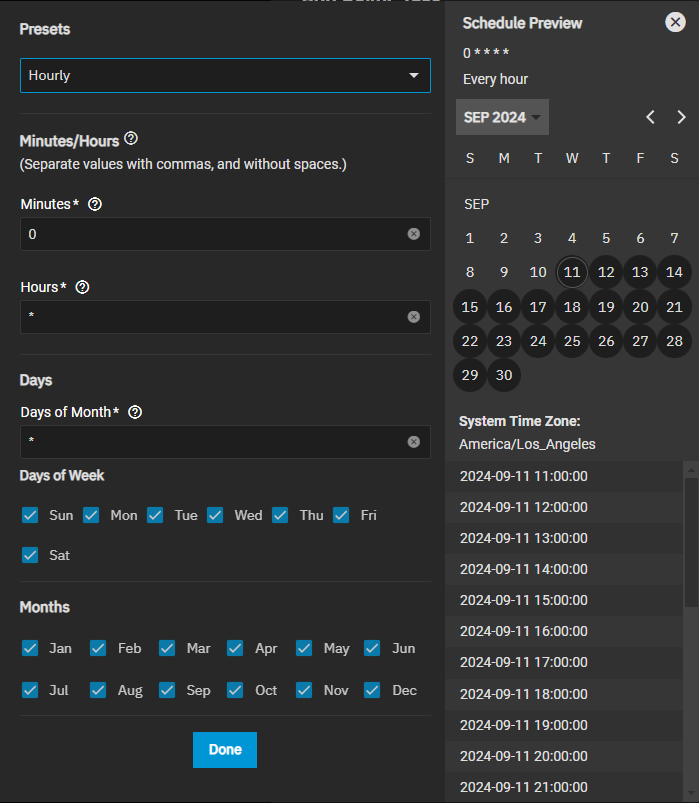 Presets
Hourly
Minutes/Hours
(Separate values with commas, and without spaces.)
Minutes*
0
Hours*
*
Days
Days of Month*
*
Days of Week
Sun Mon Tue Wed Thu Fri
Sat
Months
Jan Feb Mar Apr May Jun
Jul Aug Sep Oct Nov Dec
Done
Schedule Preview
0 * * * *
Every hour
SEP 2024
S M T W T F S
SEP
1 2 3 4 5 6 7
8 9 10 11 12 13 14
15 16 17 18 19 20 21
22 23 24 25 26 27 28
29 30
System Time Zone:
America/Los_Angeles
2024-09-11 11:00:00
2024-09-11 12:00:00
2024-09-11 13:00:00
2024-09-11 14:00:00
2024-09-11 15:00:00
2024-09-11 16:00:00
2024-09-11 17:00:00
2024-09-11 18:00:00
2024-09-11 19:00:00
2024-09-11 20:00:00
2024-09-11 21:00:00